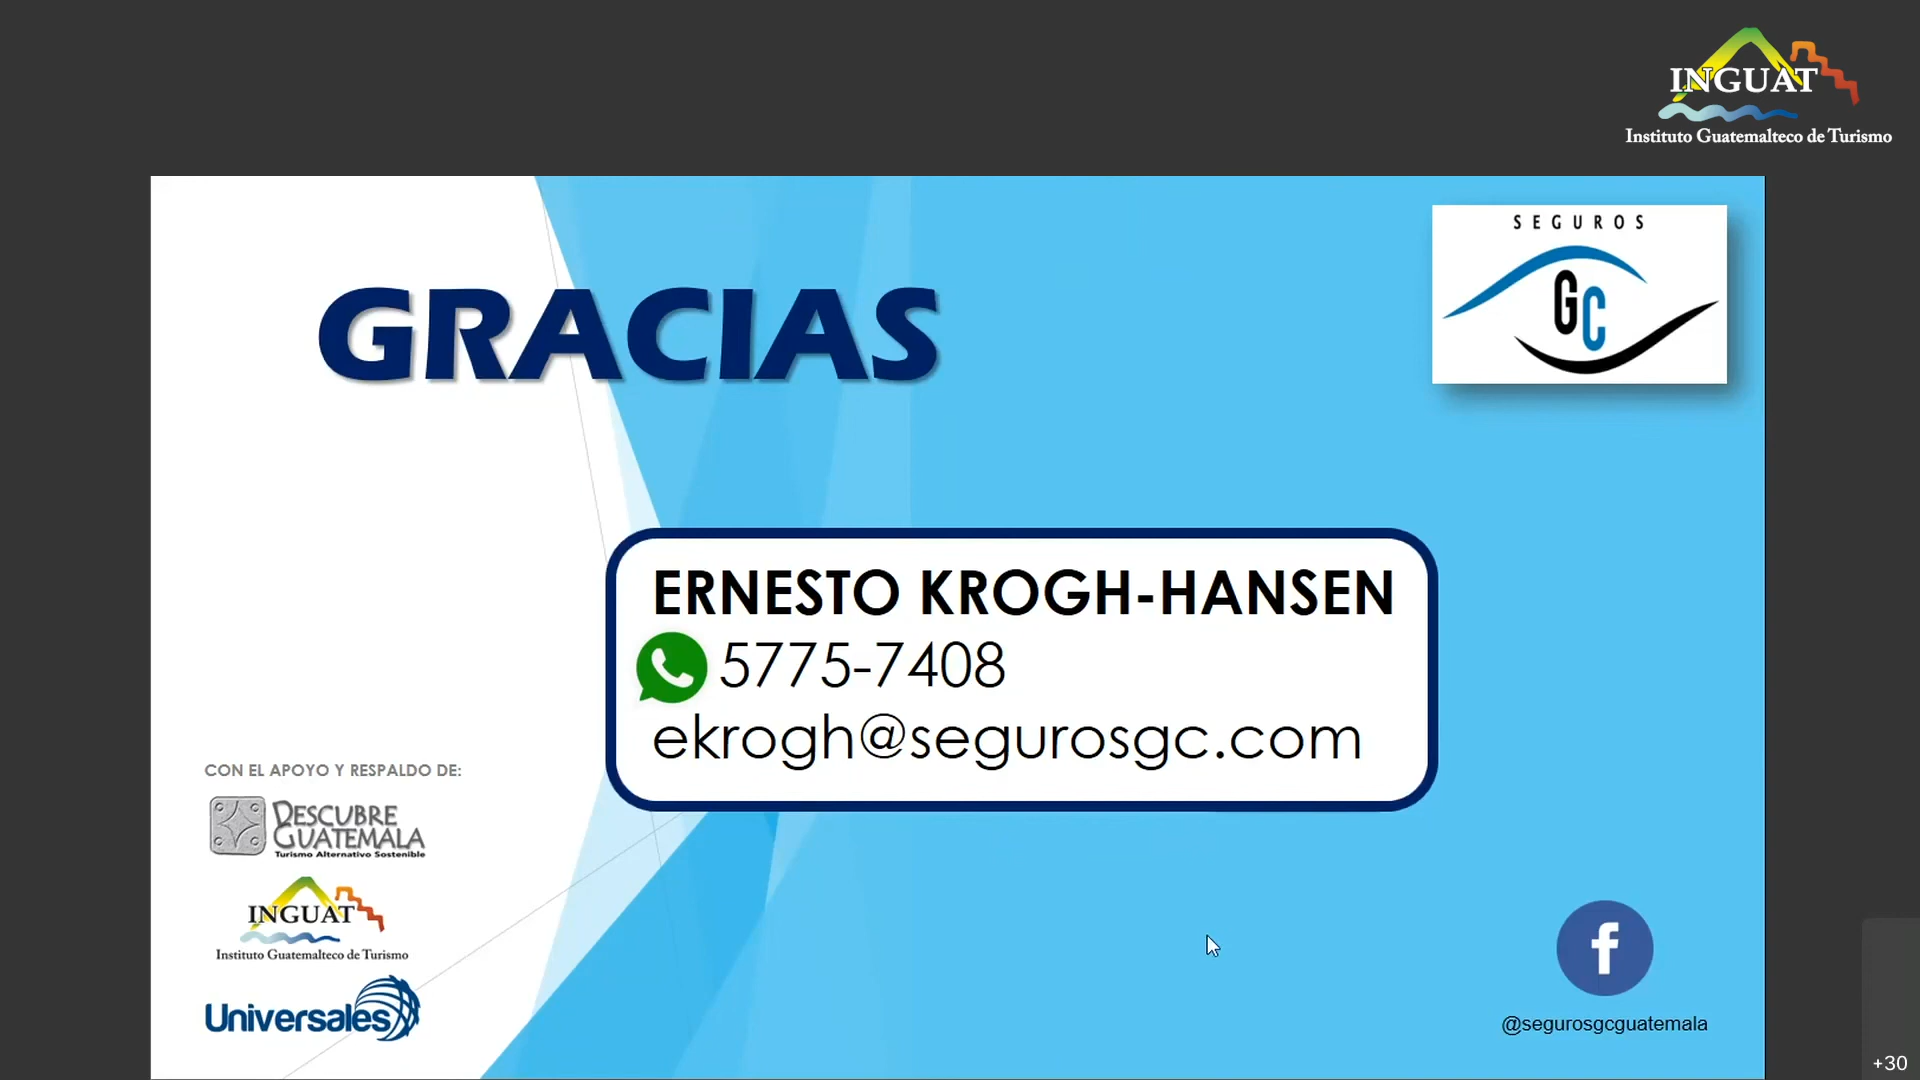 INGUAT
Instituto Guatemalteco de Turismo
SEGUROS
GC
GRACIAS
ERNESTO KROGH-HANSEN
5775-7408
ekrogh@segurosgc.com
CON EL APOYO Y RESPALDO DE:
DESCUBRE
GUATEMALA
Turismo Alternativo Sostenible
INGUAT
Instituto Guatemalteco de Turismo
Universales
f
@segurosgcguatemala
+30